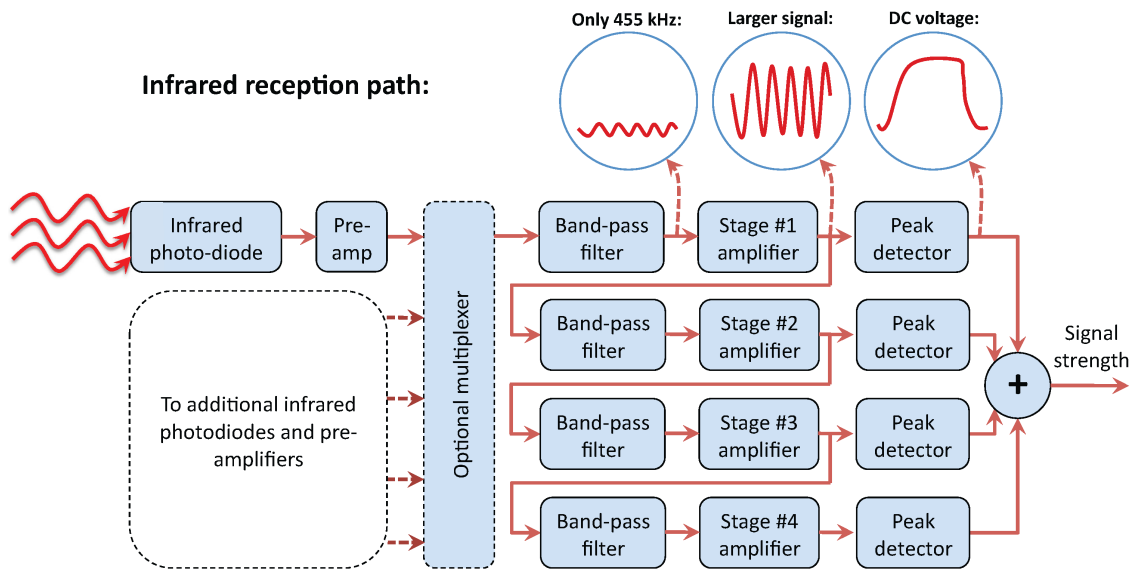 Only 455 kHz:
Larger signal:
DC voltage:
Infrared reception path:
Infrared
photo-diode
Pre-
amp
Optional multiplexer
Band-pass
filter
Stage #1
amplifier
Peak
detector
Band-pass
filter
Stage #2
amplifier
Peak
detector
Signal
strength
+
To additional infrared
photodiodes and pre-
amplifiers
Band-pass
filter
Stage #3
amplifier
Peak
detector
Band-pass
filter
Stage #4
amplifier
Peak
detector